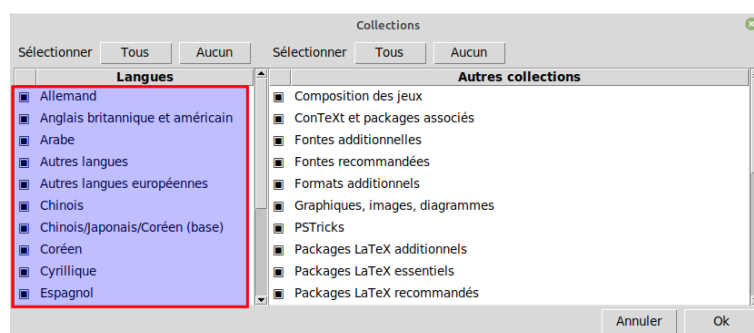 Collections
Sélectionner Tous Aucun Sélectionner Tous Aucun
Langues Autres collections
Allemand Composition des jeux
Anglais britannique et américain ConTeXt et packages associés
Arabe Fontes additionnelles
Autres langues Fontes recommandées
Autres langues européennes Formats additionnels
Chinois Graphiques, images, diagrammes
Chinois/Japonais/Coréen (base) PSTricks
Coréen Packages LaTeX additionnels
Cyrillique Packages LaTeX essentiels
Espagnol Packages LaTeX recommandés
Annuler Ok